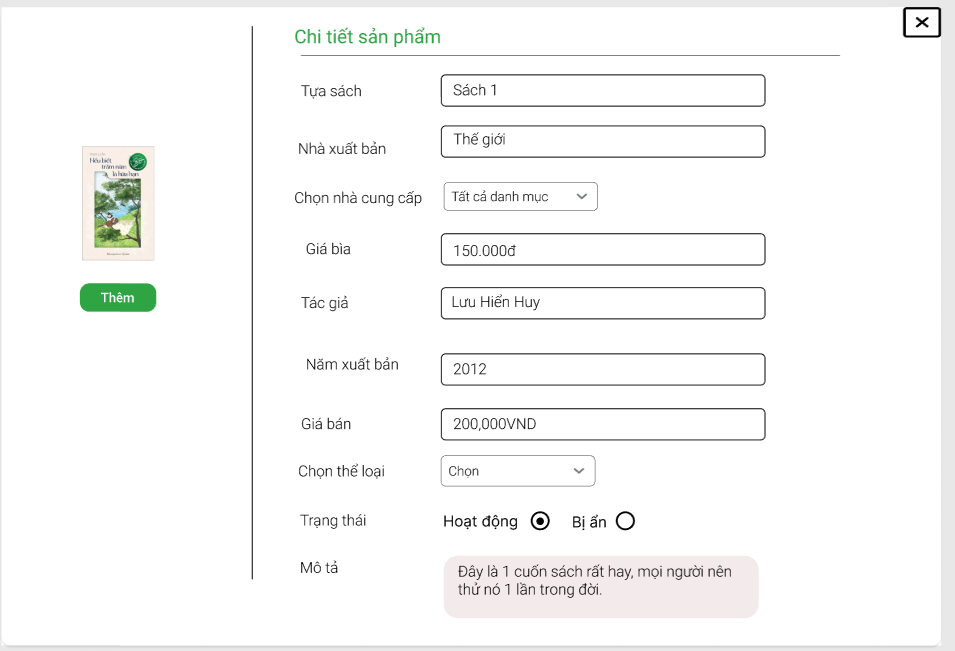 Chi tiết sản phẩm
Tựa sách
Sách 1
Nhà xuất bản
Thế giới
Chọn nhà cung cấp
Tất cả danh mục
Giá bìa
150.000đ
Tác giả
Lưu Hiển Huy
Năm xuất bản
2012
Giá bán
200,000VND
Chọn thể loại
Chọn
Trạng thái
Hoạt động
Bị ẩn
Mô tả
Đây là 1 cuốn sách rất hay, mọi người nên
thử nó 1 lần trong đời.
Nếu biết
trăm năm
là hữu hạn
Thêm